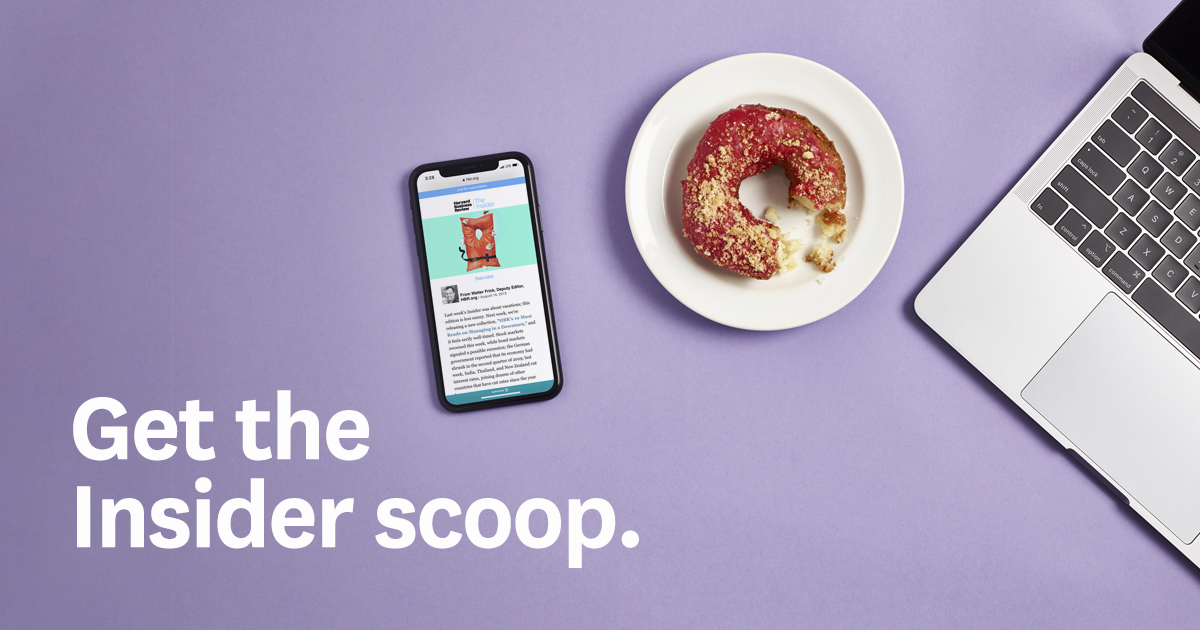 Get the
Insider scoop.
3:28
hbr.org
Harvard
Business
Review
The
Insider
From Walter Frick, Deputy Editor,
HBR.org | August 16, 2019
Last week's Insider was about vacations; this
edition is less sunny. Next week, we're
releasing a new collection, "HBR's 10 Must
Reads on Managing in a Downturn," and
it feels eerily well-timed. Stock markets
swooned this week, while bond markets
signaled a possible recession; the German
government reported that its economy had
shrunk in the second quarter of 2019; last
week, India, Thailand, and New Zealand cut
interest rates, joining dozens of other
countries that have cut rates since the year
~
!
1
@
2
3
tab
Q
W
E
caps lock
A
S
D
shift
Z
X
C
V
fn
control
option
command